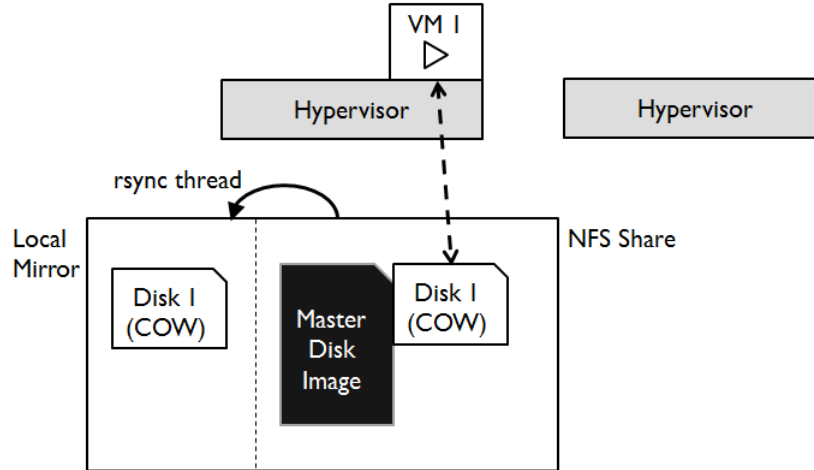 VM 1
Hypervisor
Hypervisor
rsync thread
Local
Mirror
NFS Share
Disk 1
(COW)
Master
Disk
Image
Disk 1
(COW)